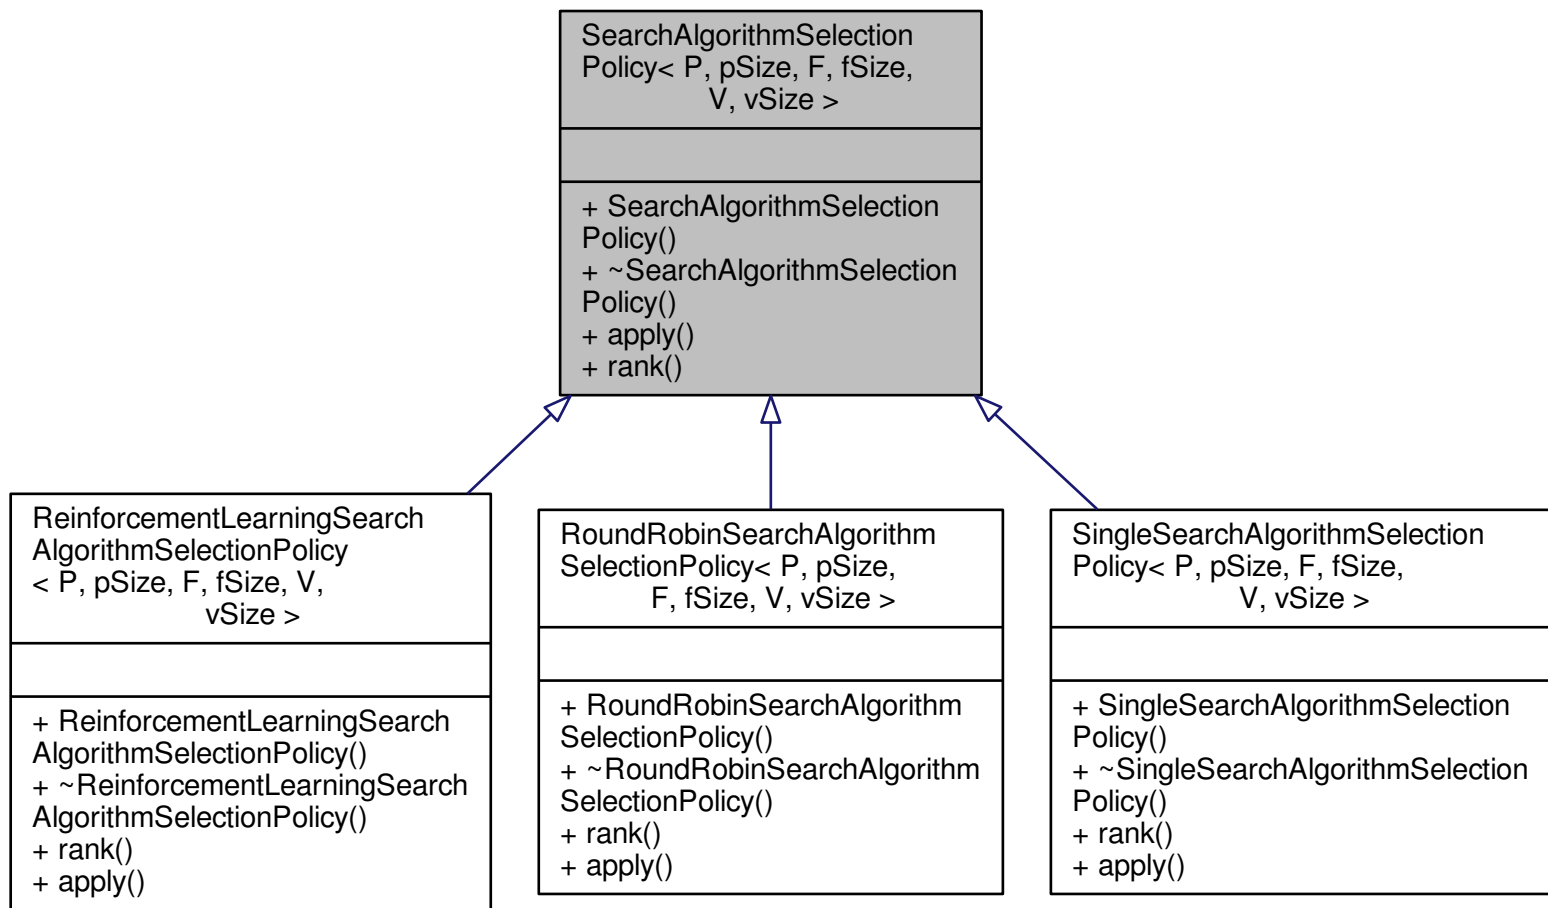 SearchAlgorithmSelection
Policy< P, pSize, F, fSize,
V, vSize >
+ SearchAlgorithmSelection
Policy()
+ ~SearchAlgorithmSelection
Policy()
+ apply()
+ rank()
ReinforcementLearningSearch
AlgorithmSelectionPolicy
< P, pSize, F, fSize, V,
vSize >
+ ReinforcementLearningSearch
AlgorithmSelectionPolicy()
+ ~ReinforcementLearningSearch
AlgorithmSelectionPolicy()
+ rank()
+ apply()
RoundRobinSearchAlgorithm
SelectionPolicy< P, pSize,
F, fSize, V, vSize >
+ RoundRobinSearchAlgorithm
SelectionPolicy()
+ ~RoundRobinSearchAlgorithm
SelectionPolicy()
+ rank()
+ apply()
SingleSearchAlgorithmSelection
Policy< P, pSize, F, fSize,
V, vSize >
+ SingleSearchAlgorithmSelection
Policy()
+ ~SingleSearchAlgorithmSelection
Policy()
+ rank()
+ apply()